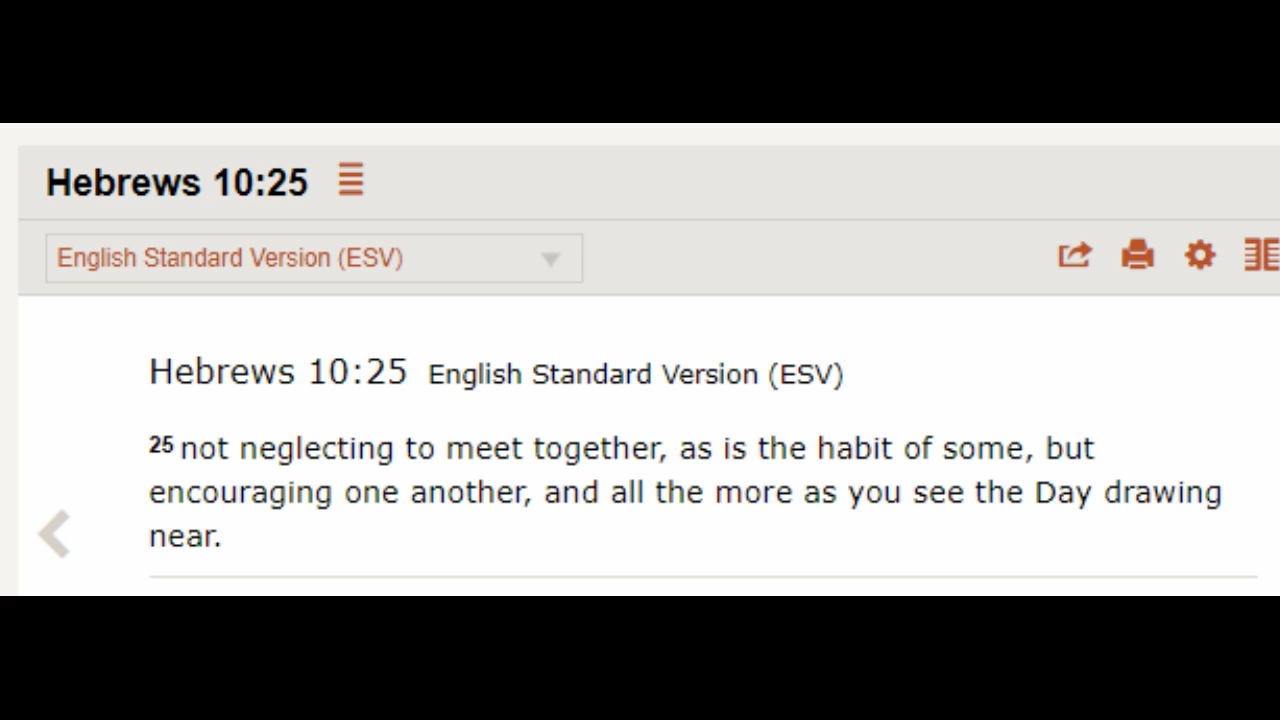 Hebrews 10:25
English Standard Version (ESV)
Hebrews 10:25 English Standard Version (ESV)
25 not neglecting to meet together, as is the habit of some, but
encouraging one another, and all the more as you see the Day drawing
near.